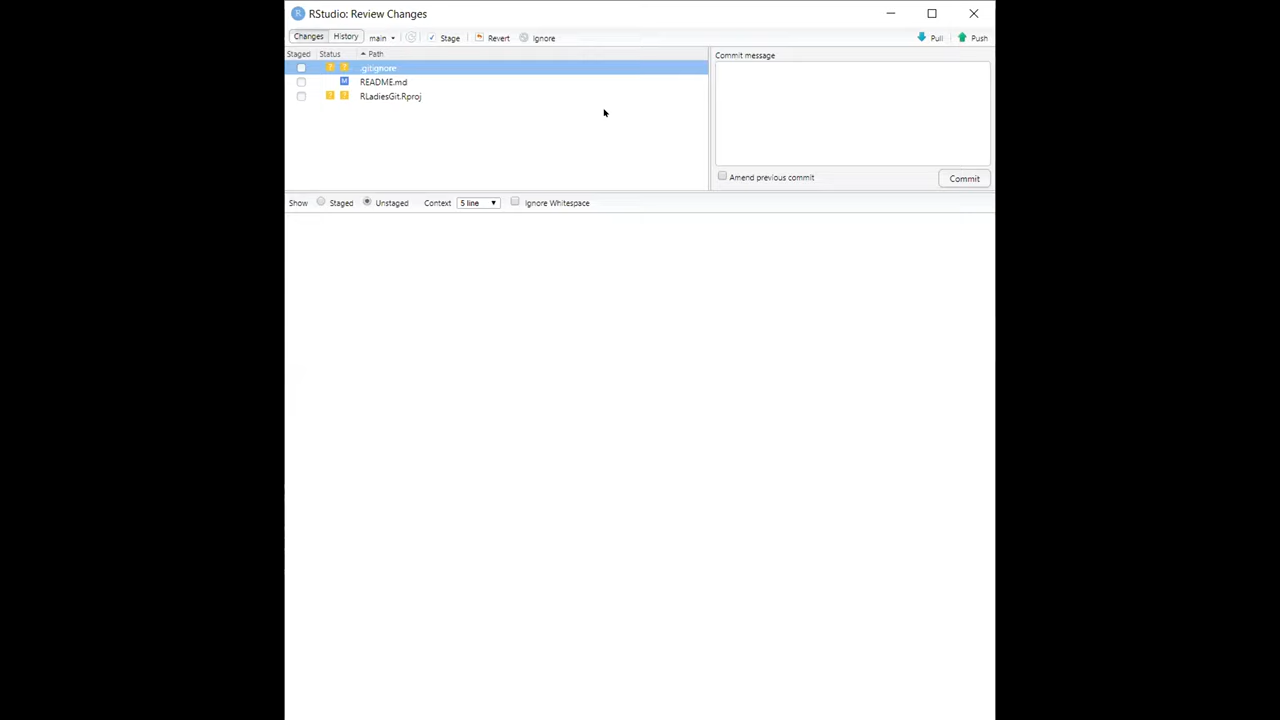 RStudio: Review Changes
Changes History main Stage Revert Ignore Pull Push
Staged Status Path
.gitignore
README.md
RLadiesGit.Rproj
Commit message
Amend previous commit Commit
Show Staged Unstaged Context 5 line Ignore Whitespace